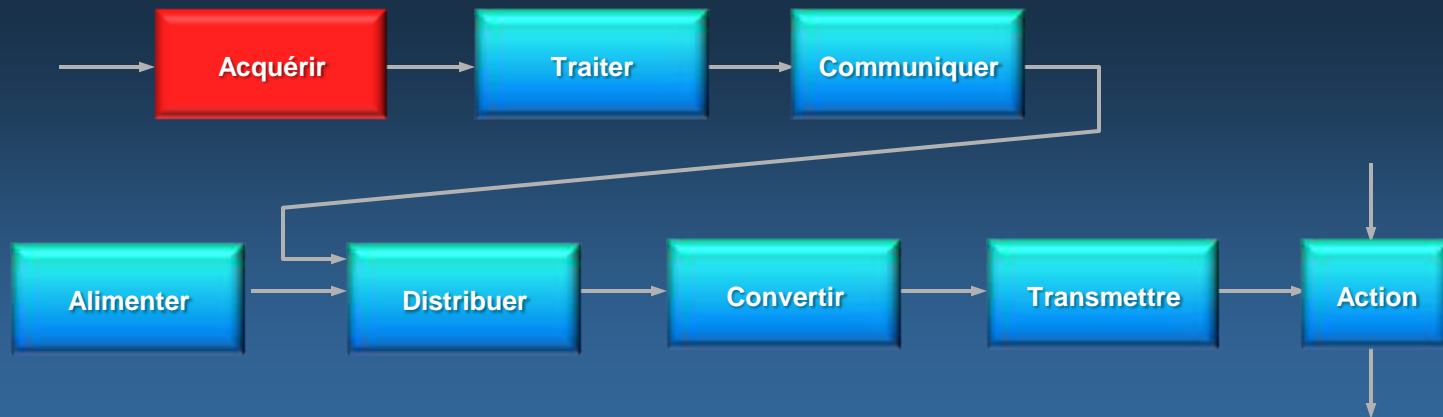 Acquérir
Traiter
Communiquer
Alimenter
Distribuer
Convertir
Transmettre
Action